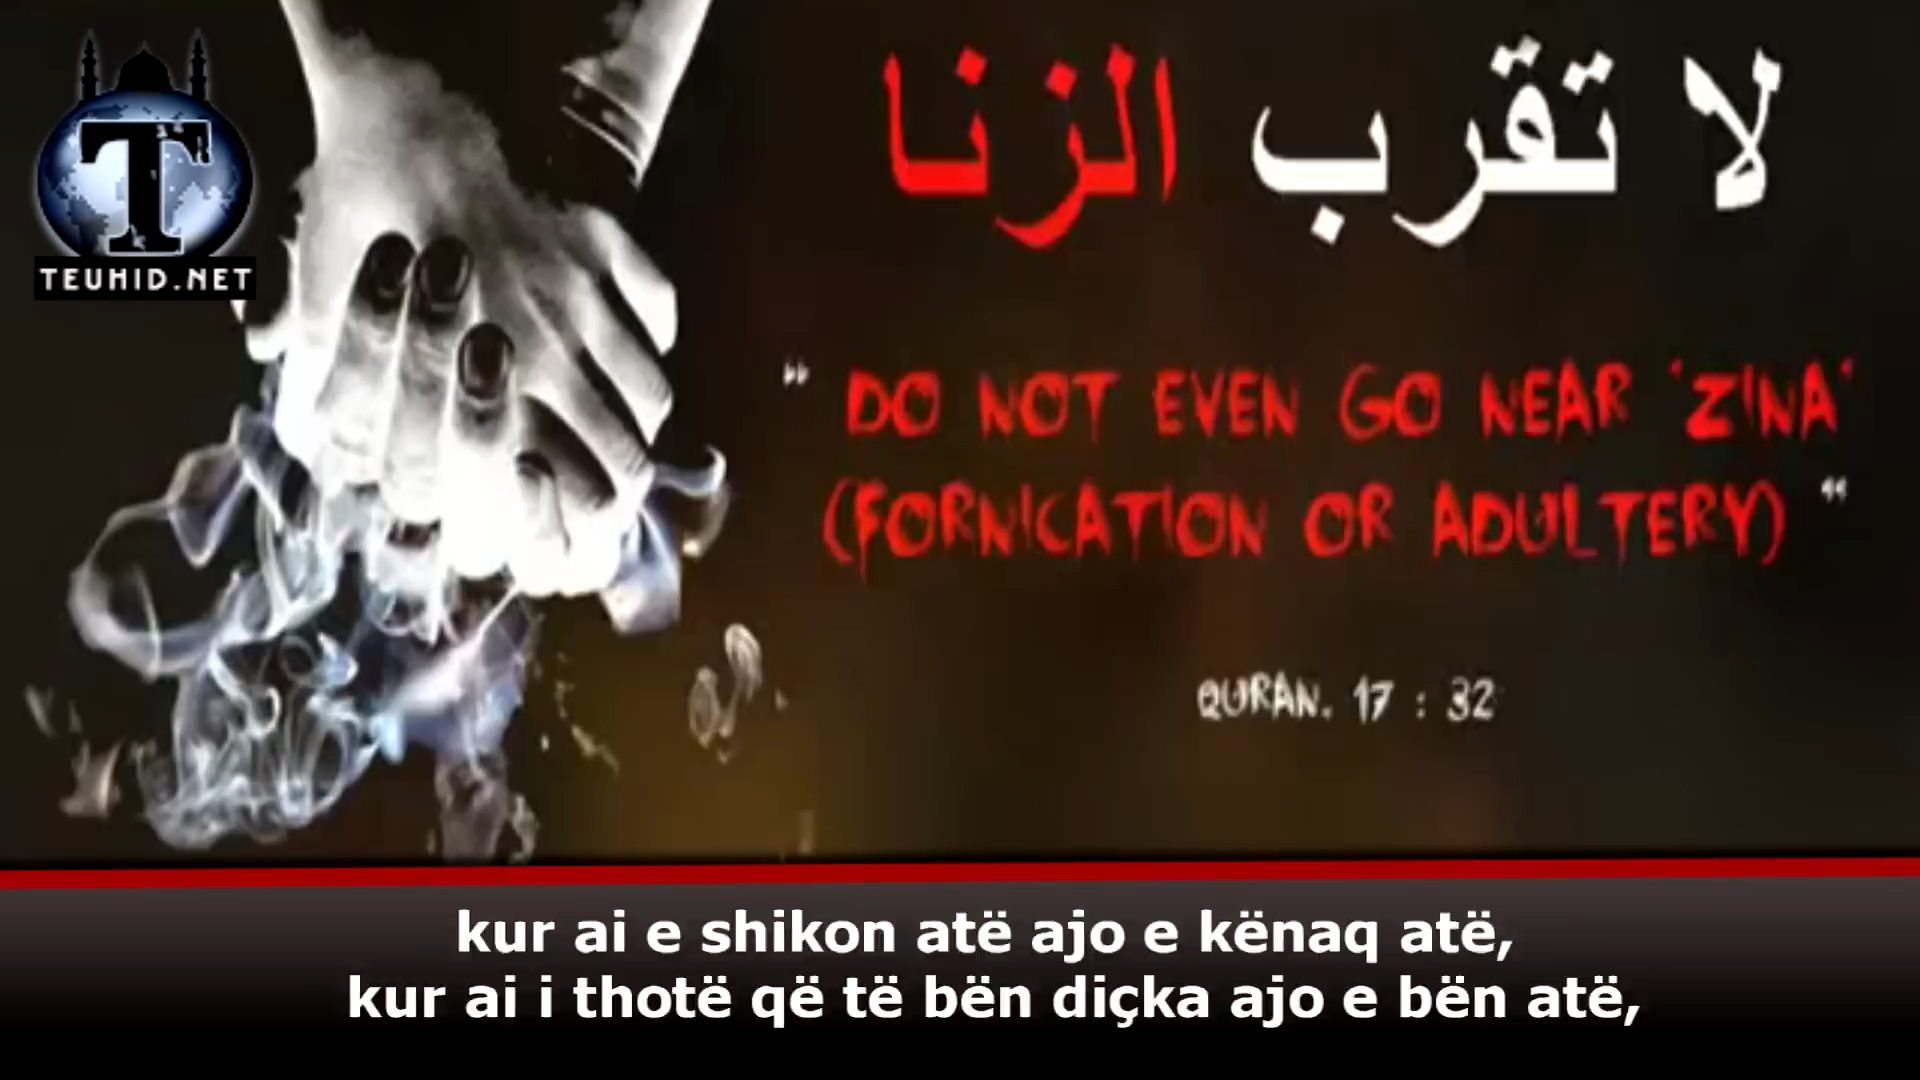 TEUHID.NET
لا تقرب الزنا
" DO NOT EVEN GO NEAR 'ZINA'
(FORNICATION OR ADULTERY) "
QURAN. 17 : 32
kur ai e shikon atë ajo e kënaq atë,
kur ai i thotë që të bën diçka ajo e bën atë,